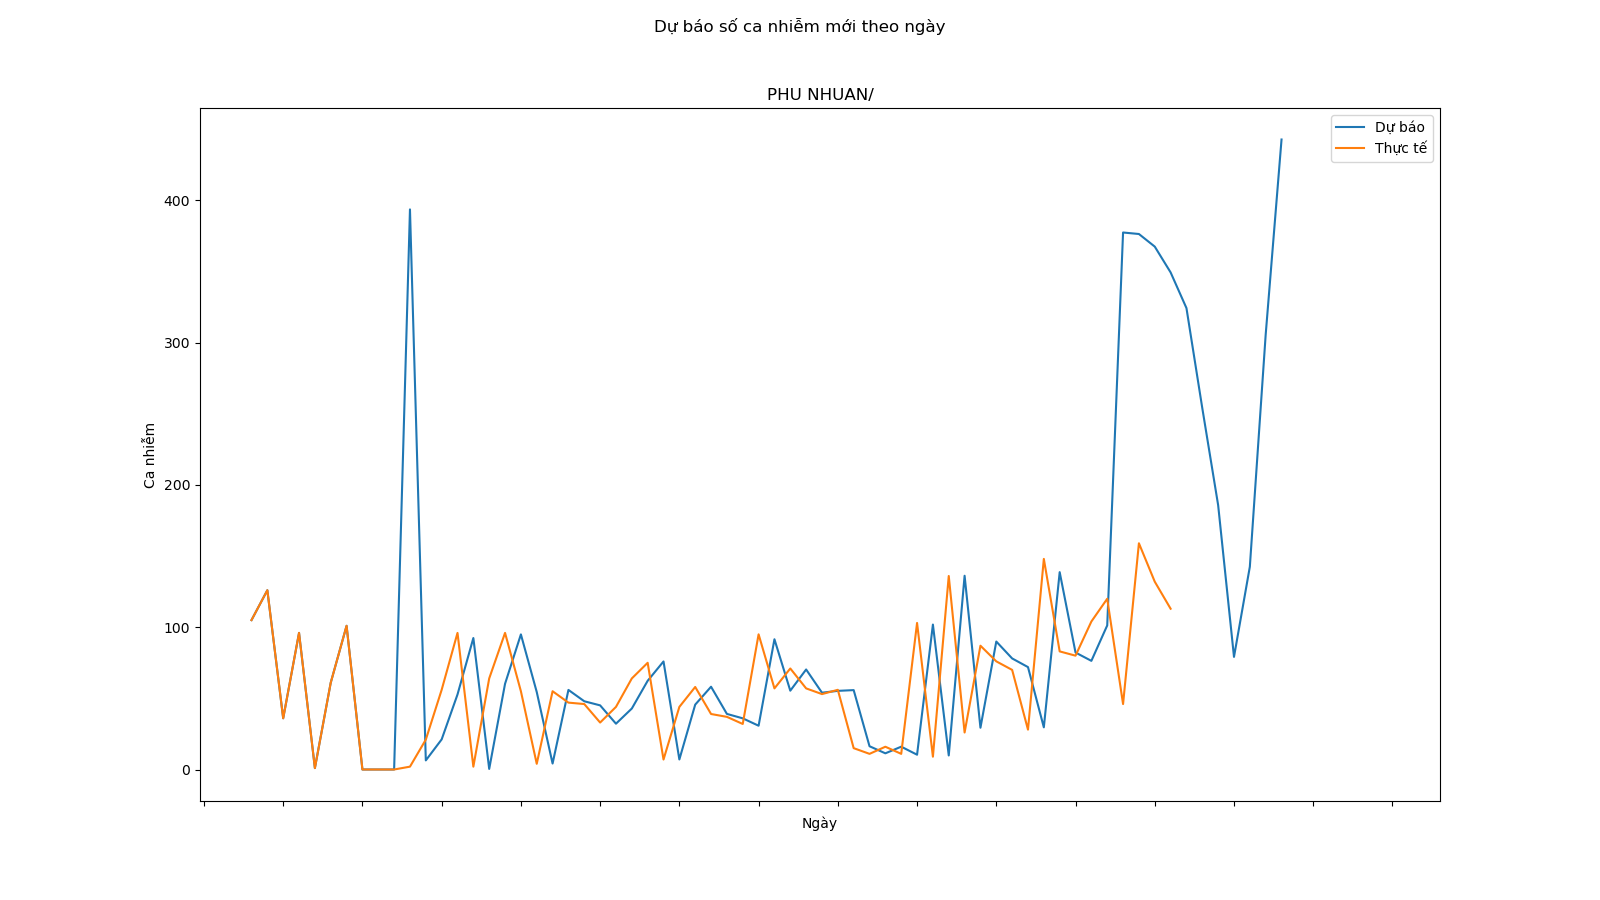 Dự báo số ca nhiễm mới theo ngày
PHU NHUAN/
Dự báo
Thực tế
400
300
200
100
0
Ca nhiễm
Ngày